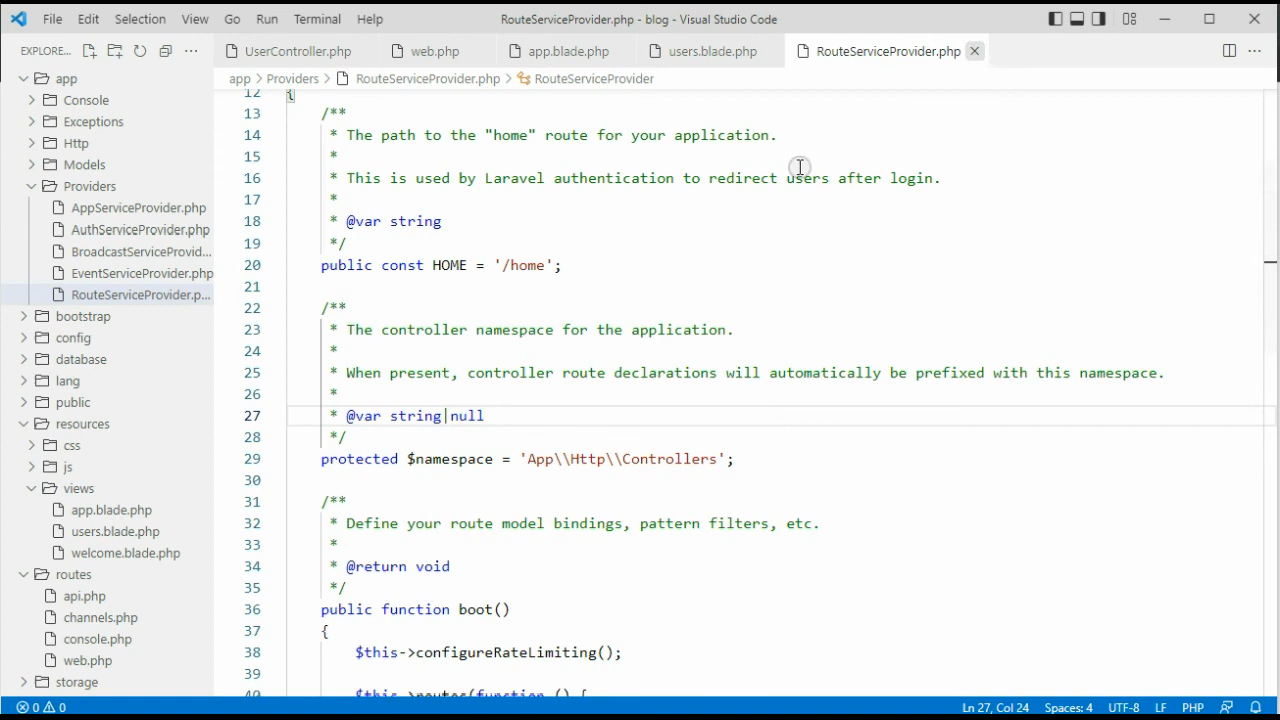 File Edit Selection View Go Run Terminal Help RouteServiceProvider.php - blog - Visual Studio Code
EXPLORE... UserController.php web.php app.blade.php users.blade.php RouteServiceProvider.php
app > Providers > RouteServiceProvider.php > RouteServiceProvider
app
Console
Exceptions
Http
Models
Providers
AppServiceProvider.php
AuthServiceProvider.php
BroadcastServiceProvid...
EventServiceProvider.php
RouteServiceProvider.p...
bootstrap
config
database
lang
public
resources
css
js
views
app.blade.php
users.blade.php
welcome.blade.php
routes
api.php
channels.php
console.php
web.php
storage
12 {
13 /**
14 * The path to the "home" route for your application.
15 *
16 * This is used by Laravel authentication to redirect users after login.
17 *
18 * @var string
19 */
20 public const HOME = '/home';
21
22 /**
23 * The controller namespace for the application.
24 *
25 * When present, controller route declarations will automatically be prefixed with this namespace.
26 *
27 * @var string|null
28 */
29 protected $namespace = 'App\\Http\\Controllers';
30
31 /**
32 * Define your route model bindings, pattern filters, etc.
33 *
34 * @return void
35 */
36 public function boot()
37 {
38 $this->configureRateLimiting();
39
40 $this->routes(function () {
0 0 Ln 27, Col 24 Spaces: 4 UTF-8 LF PHP